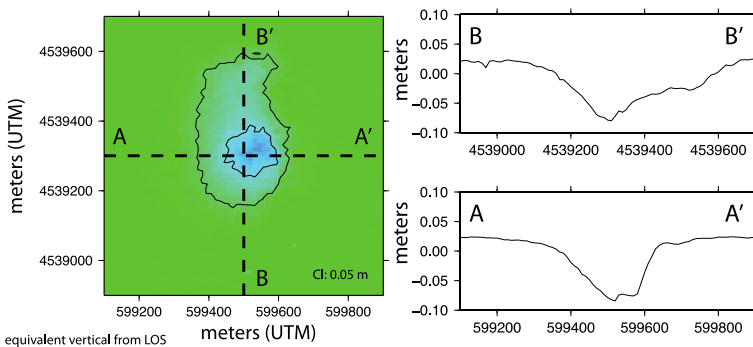 4539600
4539400
4539200
4539000
meters (UTM)
B'
A
A'
B
CI: 0.05 m
599200
599400
599600
599800
meters (UTM)
equivalent vertical from LOS
0.10
0.05
0.00
−0.05
−0.10
meters
B
B'
4539000
4539200
4539400
4539600
0.10
0.05
0.00
−0.05
−0.10
meters
A
A'
599200
599400
599600
599800